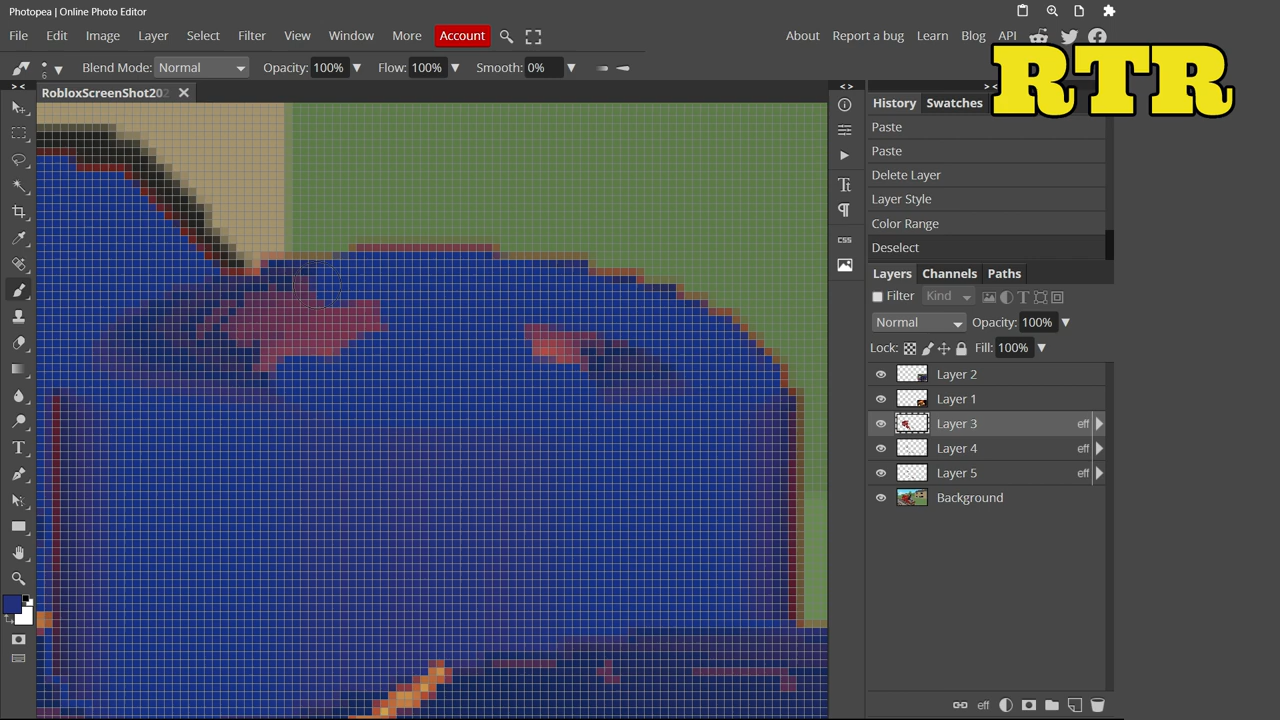 Photopea | Online Photo Editor
File Edit Image Layer Select Filter View Window More Account
About Report a bug Learn Blog API
6 Blend Mode: Normal Opacity: 100% Flow: 100% Smooth: 0%
RTR
RobloxScreenShot202
History Swatches
Paste
Paste
Delete Layer
Layer Style
Color Range
Deselect
CSS
Layers Channels Paths
Filter Kind
Normal Opacity: 100%
Lock: Fill: 100%
Layer 2
Layer 1
Layer 3 eff
Layer 4 eff
Layer 5 eff
Background
eff